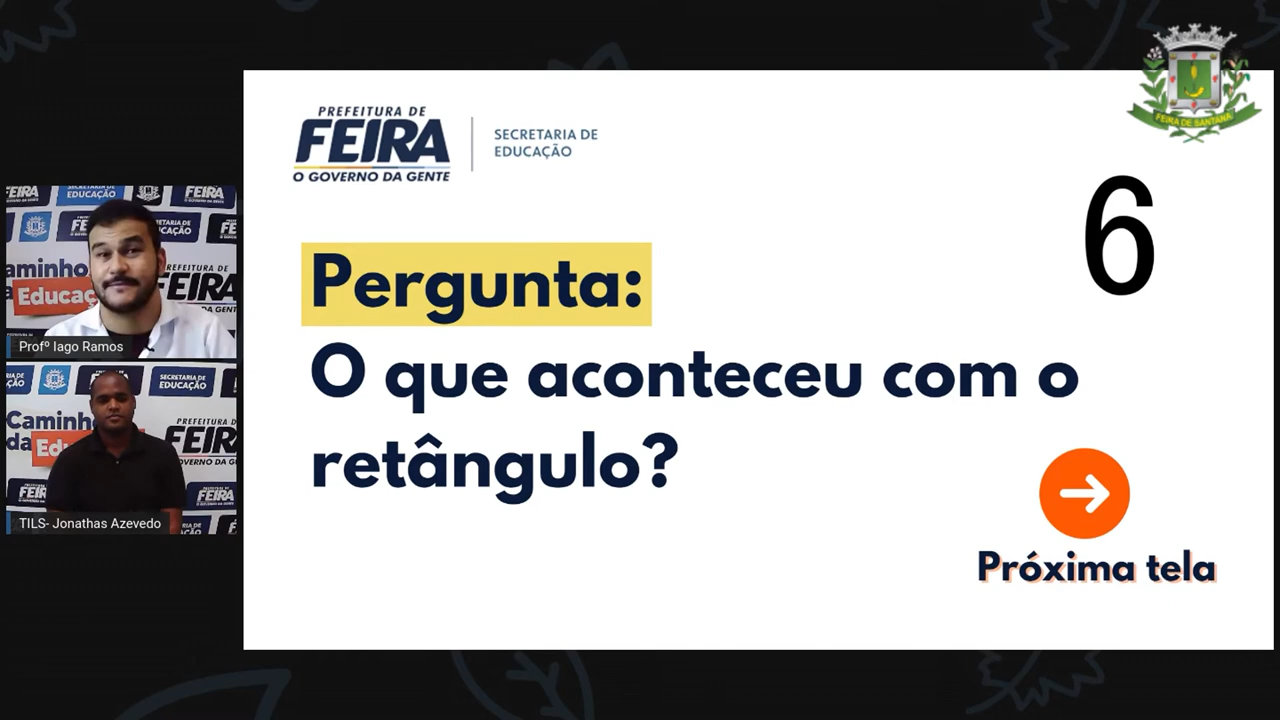 PREFEITURA DE
FEIRA
O GOVERNO DA GENTE
SECRETARIA DE
EDUCAÇÃO
FEIRA DE SANTANA
6
Pergunta:
O que aconteceu com o
retângulo?
Próxima tela
Profº Iago Ramos
TILS- Jonathas Azevedo